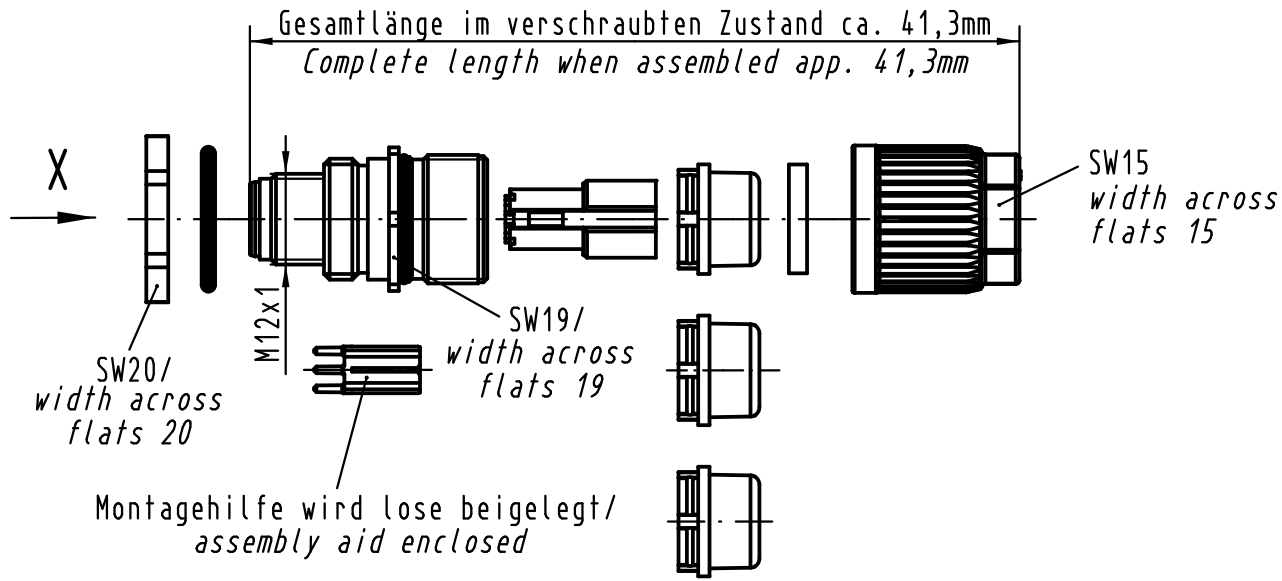 Gesamtlänge im verschraubten Zustand ca. 41,3mm
Complete length when assembled app. 41,3mm
X
SW15
width across
flats 15
M12x1
SW19/
width across
flats 19
SW20/
width across
flats 20
Montagehilfe wird lose beigelegt/
assembly aid enclosed